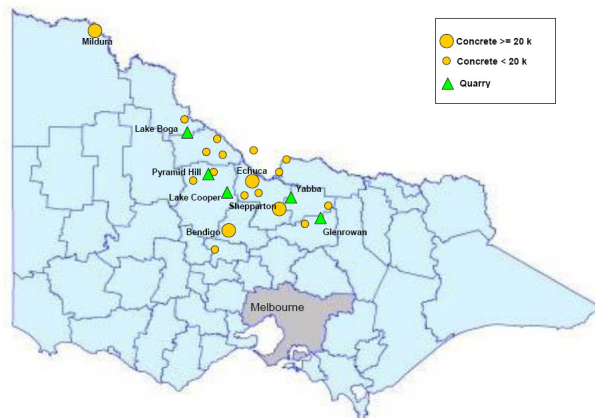 Concrete >= 20 k
Mildura
Concrete < 20 k
Quarry
Lake Boga
Echuca
Pyramid Hill
Yabba
Lake Cooper
Shepparton
Bendigo
Glenrowan
Melbourne